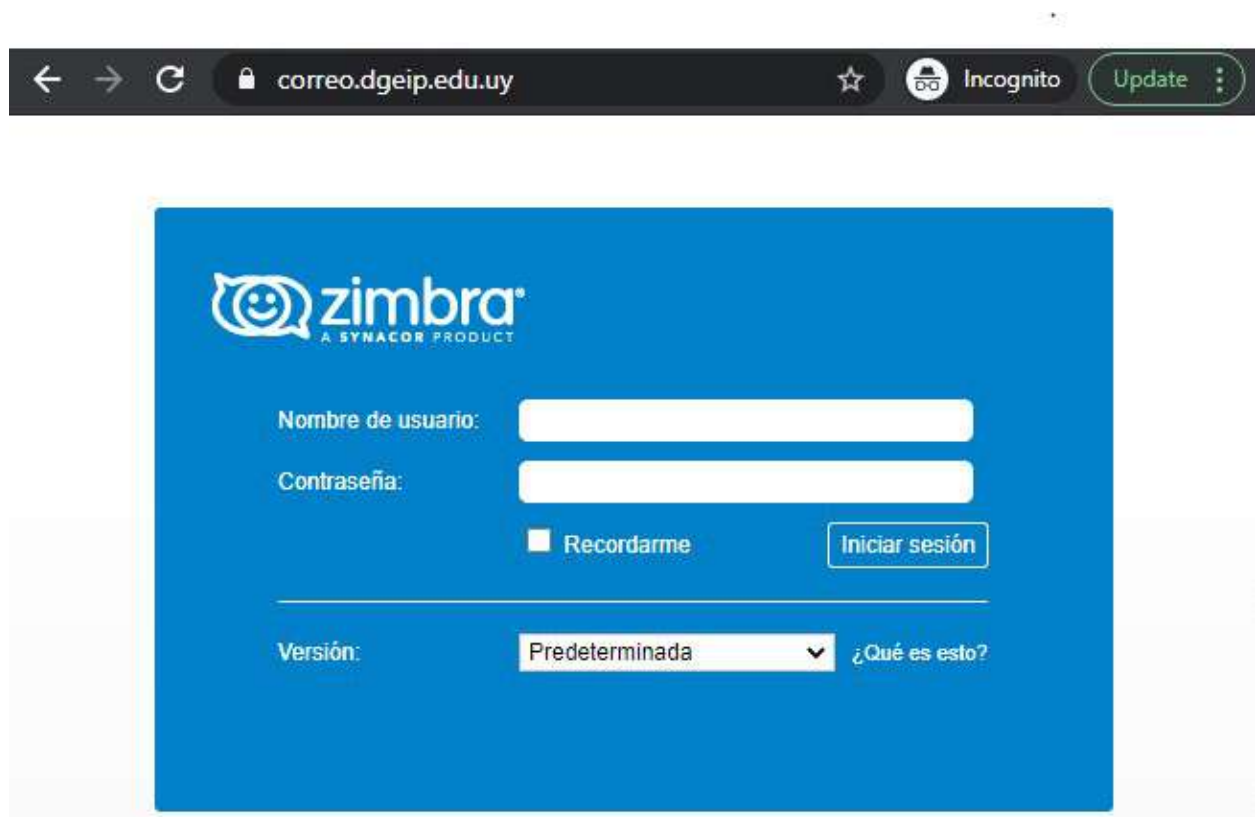 correo.dgeip.edu.uy Incognito Update
zimbra®
A SYNACOR PRODUCT
Nombre de usuario:
Contraseña:
Recordarme Iniciar sesión
Versión: Predeterminada ¿Qué es esto?